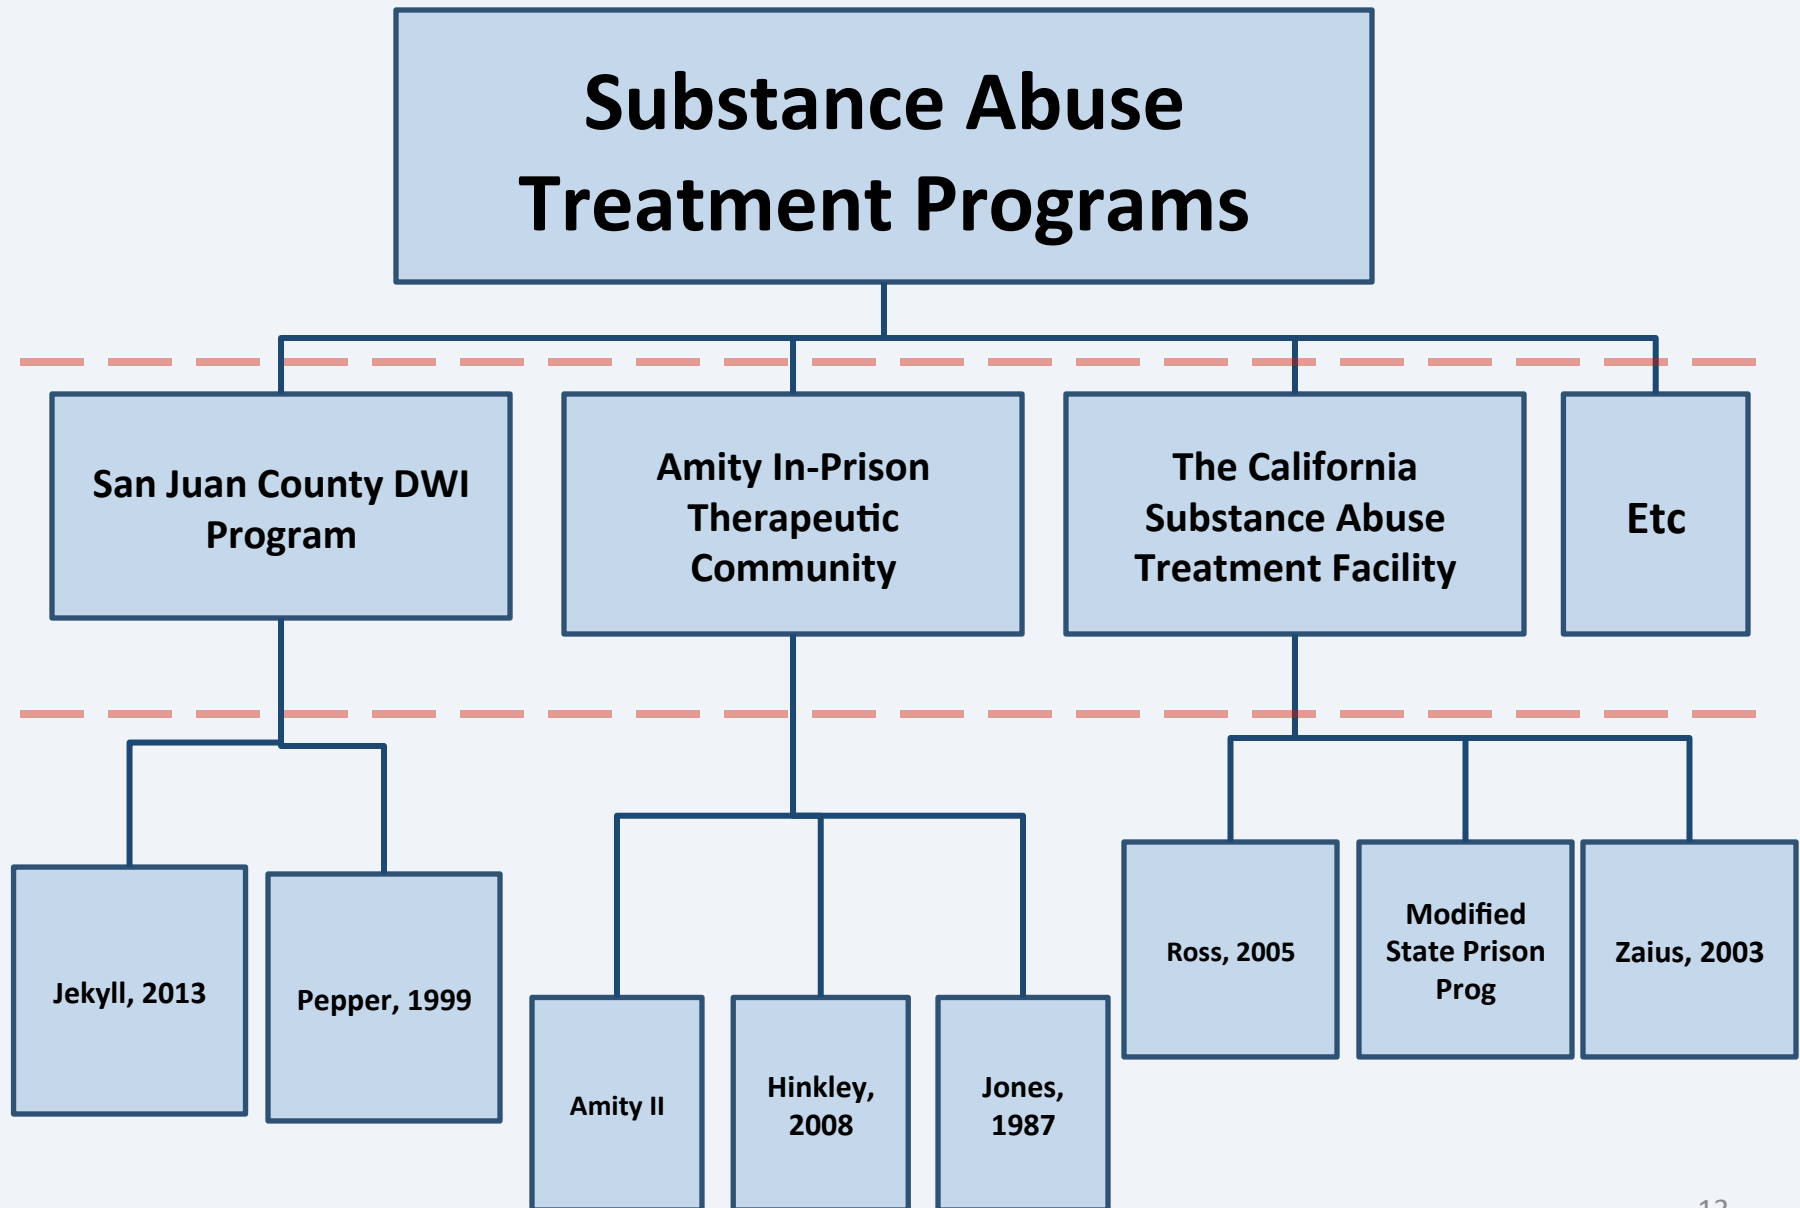 Substance Abuse
Treatment Programs
San Juan County DWI
Program
Amity In-Prison
Therapeutic
Community
The California
Substance Abuse
Treatment Facility
Etc
Jekyll, 2013
Pepper, 1999
Amity II
Hinkley,
2008
Jones,
1987
Ross, 2005
Modified
State Prison
Prog
Zaius, 2003